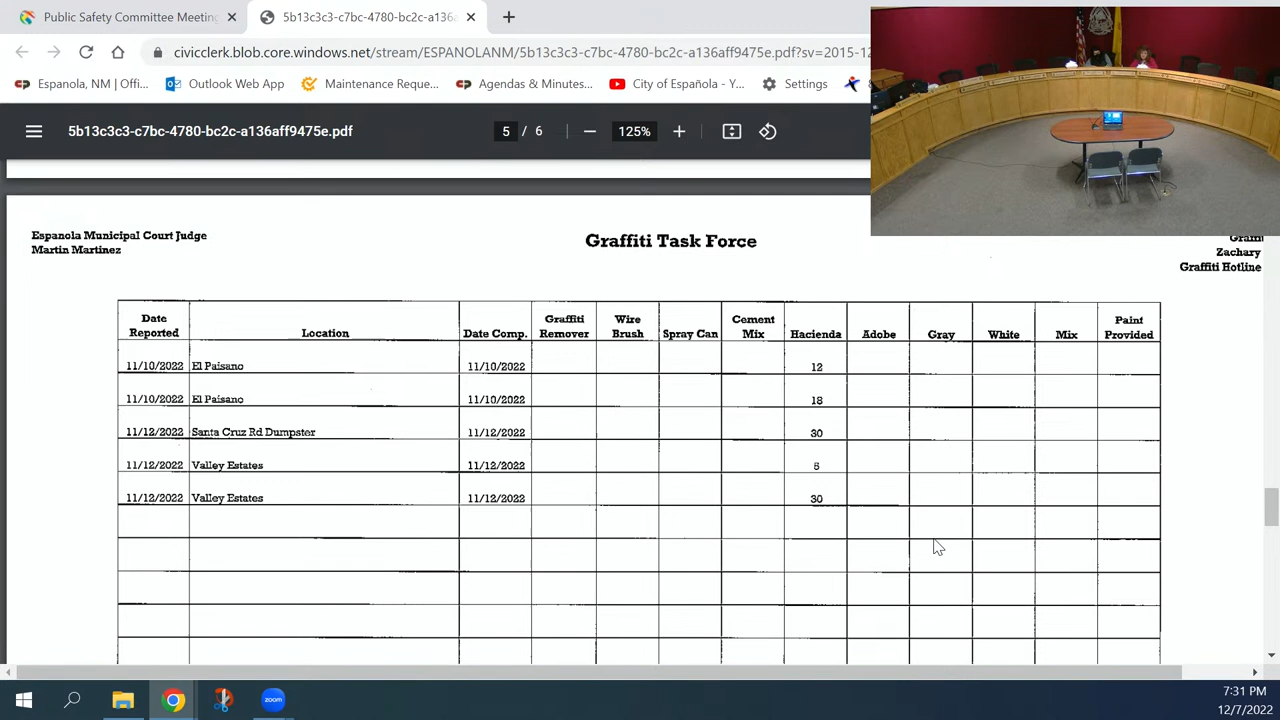 Public Safety Committee Meeting
5b13c3c3-c7bc-4780-bc2c-a136a
civicclerk.blob.core.windows.net/stream/ESPANOLANM/5b13c3c3-c7bc-4780-bc2c-a136aff9475e.pdf?sv=2015-12
Espanola, NM | Offi...
Outlook Web App
Maintenance Reque...
Agendas & Minutes...
City of Española - Y...
Settings
5b13c3c3-c7bc-4780-bc2c-a136aff9475e.pdf
5 / 6
125%
Espanola Municipal Court Judge
Martin Martinez
Graffiti Task Force
Zachary
Graffiti Hotline
Date Reported Location Date Comp. Graffiti Remover Wire Brush Spray Can Cement Mix Hacienda Adobe Gray White Mix Paint Provided
11/10/2022 El Paisano 11/10/2022 12
11/10/2022 El Paisano 11/10/2022 18
11/12/2022 Santa Cruz Rd Dumpster 11/12/2022 30
11/12/2022 Valley Estates 11/12/2022 5
11/12/2022 Valley Estates 11/12/2022 30
zoom
7:31 PM
12/7/2022